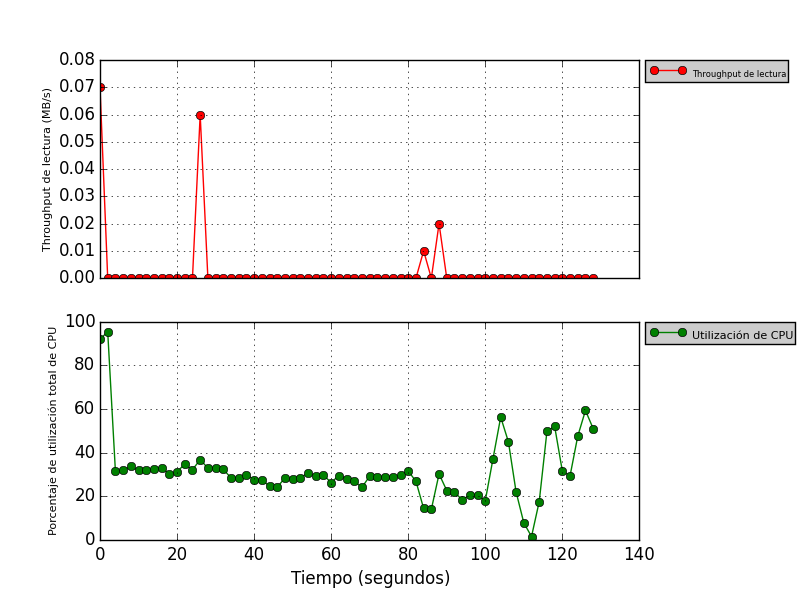 0.08
0.07
0.06
0.05
0.04
0.03
0.02
0.01
0.00
Throughput de lectura (MB/s)
Throughput de lectura
100
80
60
40
20
0
Porcentaje de utilización total de CPU
Utilización de CPU
0 20 40 60 80 100 120 140
Tiempo (segundos)